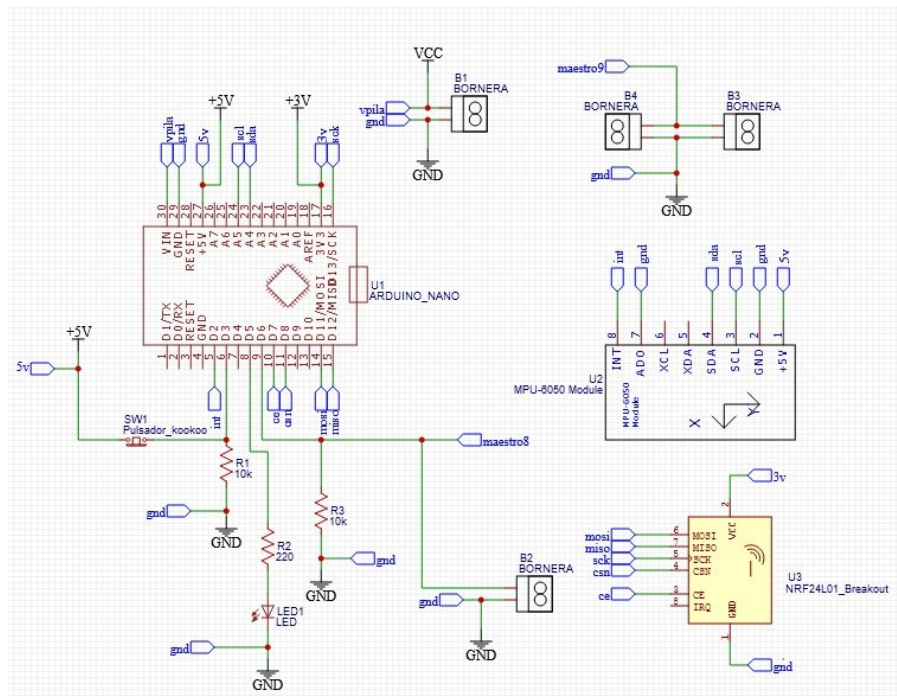 VCC
B1
BORNERA
vpila
gnd
GND
maestro9
B4
BORNERA
B3
BORNERA
gnd
GND
+5V
+3V
vpila
gnd
5v
scl
sda
3v
sck
30
29
28
27
26
25
24
23
22
21
20
19
18
17
16
VIN
GND
RESET
+5V
A7
A6
A5
A4
A3
A2
A1
A0
AREF
3V3
D13/SCK
U1
ARDUINO_NANO
D1/TX
D0/RX
RESET
GND
D2
D3
D4
D5
D6
D7
D8
D9
D10
D11/MOSI
D12/MIS
1
2
3
4
5
6
7
8
9
10
11
12
13
14
15
int
ce
csn
mosi
miso
+5V
5v
SW1
Pulsador_kookoo
R1
10k
gnd
GND
R2
220
LED1
LED
gnd
GND
R3
10k
gnd
GND
maestro8
B2
BORNERA
gnd
GND
int
gnd
sda
scl
gnd
5v
8
7
6
5
4
3
2
1
INT
ADO
XCL
XDA
SDA
SCL
GND
+5V
U2
MPU-6050 Module
MPU-6050
Module
X
Y
3v
2
VCC
mosi
miso
sck
csn
ce
6
7
5
4
3
8
MOSI
MISO
SCK
CSN
CE
IRQ
GND
1
gnd
U3
NRF24L01_Breakout